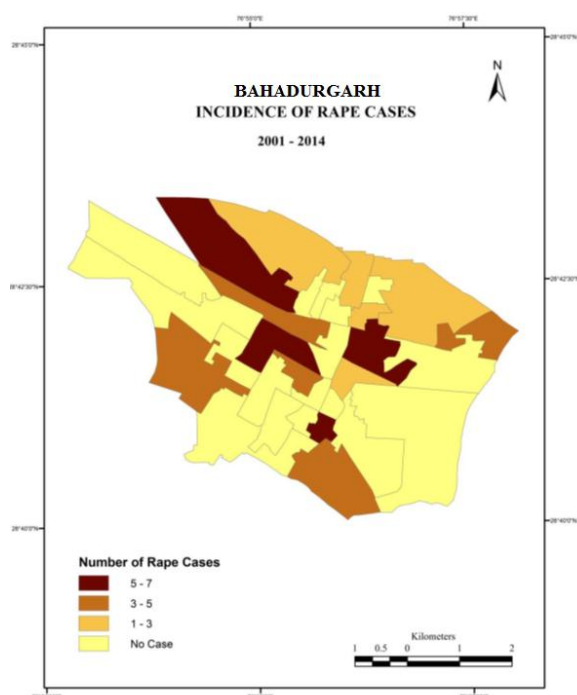 76°55'0"E
76°57'30"E
28°45'0"N
28°45'0"N
N
BAHADURGARH
INCIDENCE OF RAPE CASES
2001 - 2014
28°42'30"N
28°42'30"N
28°40'0"N
28°40'0"N
Number of Rape Cases
5 - 7
3 - 5
1 - 3
No Case
Kilometers
1 0.5 0 1 2